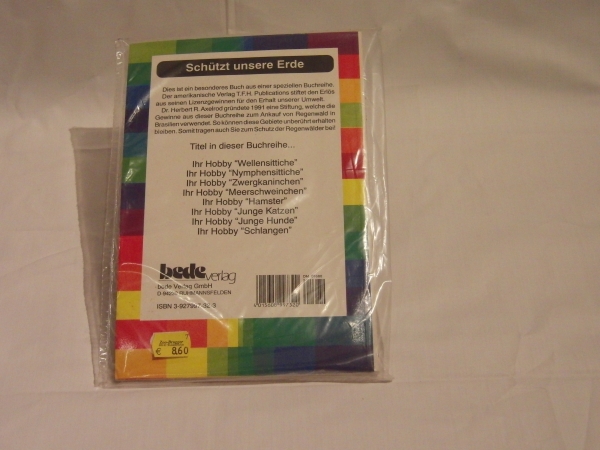 Schützt unsere Erde
Dies ist ein besonderes Buch aus einer speziellen Buchreihe.
Der amerikanische Verlag T.F.H. Publications stiftet den Erlös
aus seinen Lizenzgewinnen für den Erhalt unserer Umwelt.
Dr. Herbert R. Axelrod gründete 1991 eine Stiftung, welche die
Gewinne aus dieser Buchreihe zum Ankauf von Regenwald in
Brasilien verwendet. So können diese Gebiete unberührt erhalten
bleiben. Somit tragen auch Sie zum Schutz der Regenwälder bei!
Titel in dieser Buchreihe...
Ihr Hobby "Wellensittiche"
Ihr Hobby "Nymphensittiche"
Ihr Hobby "Zwergkaninchen"
Ihr Hobby "Meerschweinchen"
Ihr Hobby "Hamster"
Ihr Hobby "Junge Katzen"
Ihr Hobby "Junge Hunde"
Ihr Hobby "Schlangen"
bede verlag
bede Verlag GmbH
RUHMANNSFELDEN
ISBN
€ 8.60